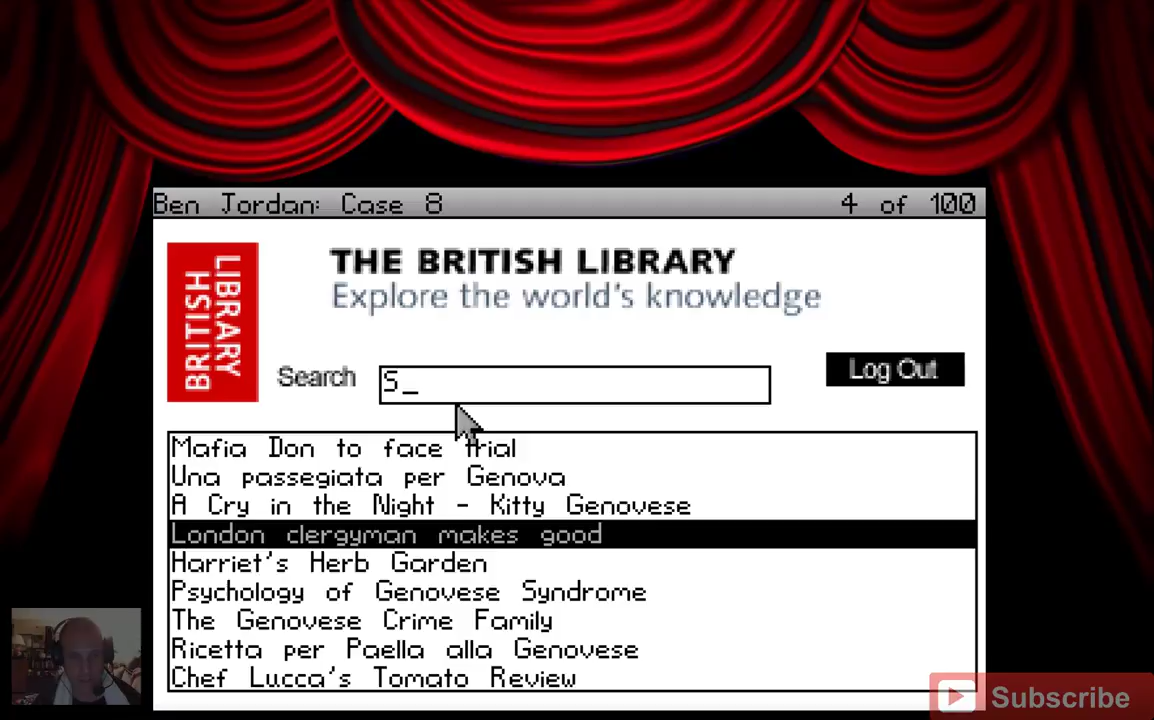 Ben Jordan: Case 8
4 of 100
BRITISH
LIBRARY
THE BRITISH LIBRARY
Explore the world's knowledge
Search
S_
Log Out
Mafia Don to face trial
Una passegiata per Genova
A Cry in the Night - Kitty Genovese
London clergyman makes good
Harriet's Herb Garden
Psychology of Genovese Syndrome
The Genovese Crime Family
Ricetta per Paella alla Genovese
Chef Lucca's Tomato Review
Subscribe